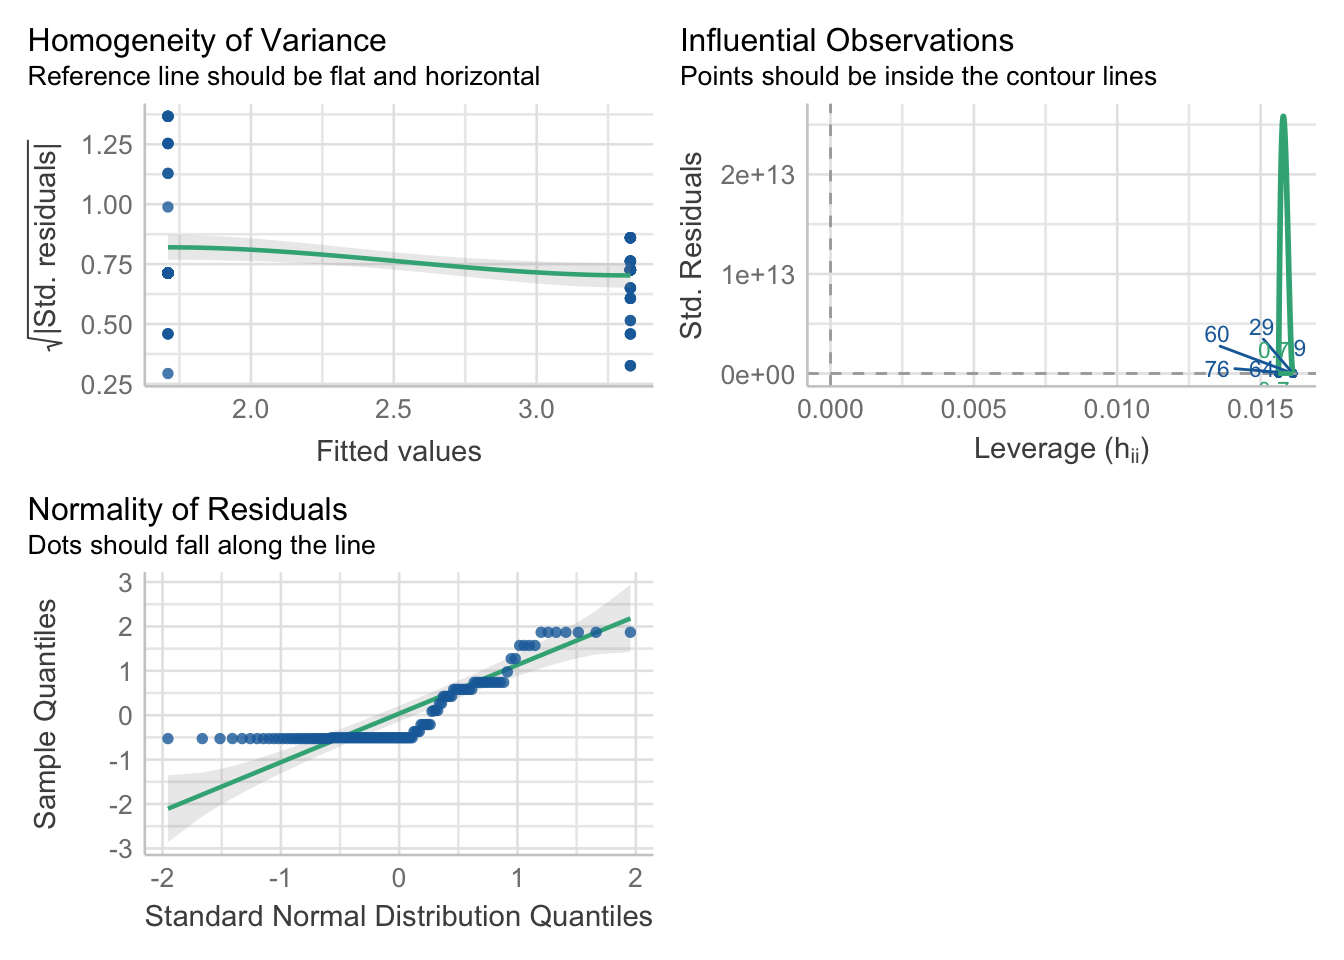 Homogeneity of Variance
Reference line should be flat and horizontal
√|Std. residuals|
1.25
1.00
0.75
0.50
0.25
2.0 2.5 3.0
Fitted values
Influential Observations
Points should be inside the contour lines
Std. Residuals
2e+13
1e+13
0e+00
60
29
9
76
64
0.000 0.005 0.010 0.015
Leverage (hii)
Normality of Residuals
Dots should fall along the line
Sample Quantiles
3
2
1
0
-1
-2
-3
-2 -1 0 1 2
Standard Normal Distribution Quantiles